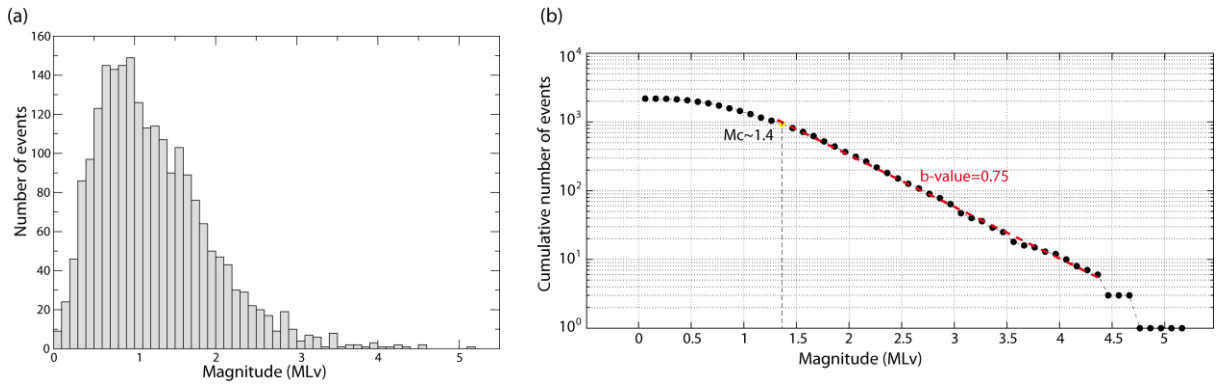 (a)
160
140
120
100
80
60
40
20
0
Number of events
0 1 2 3 4 5
Magnitude (MLv)
(b)
10⁴
10³
10²
10¹
10⁰
Cumulative number of events
Mc~1.4
b-value=0.75
0 0.5 1 1.5 2 2.5 3 3.5 4 4.5 5
Magnitude (MLv)